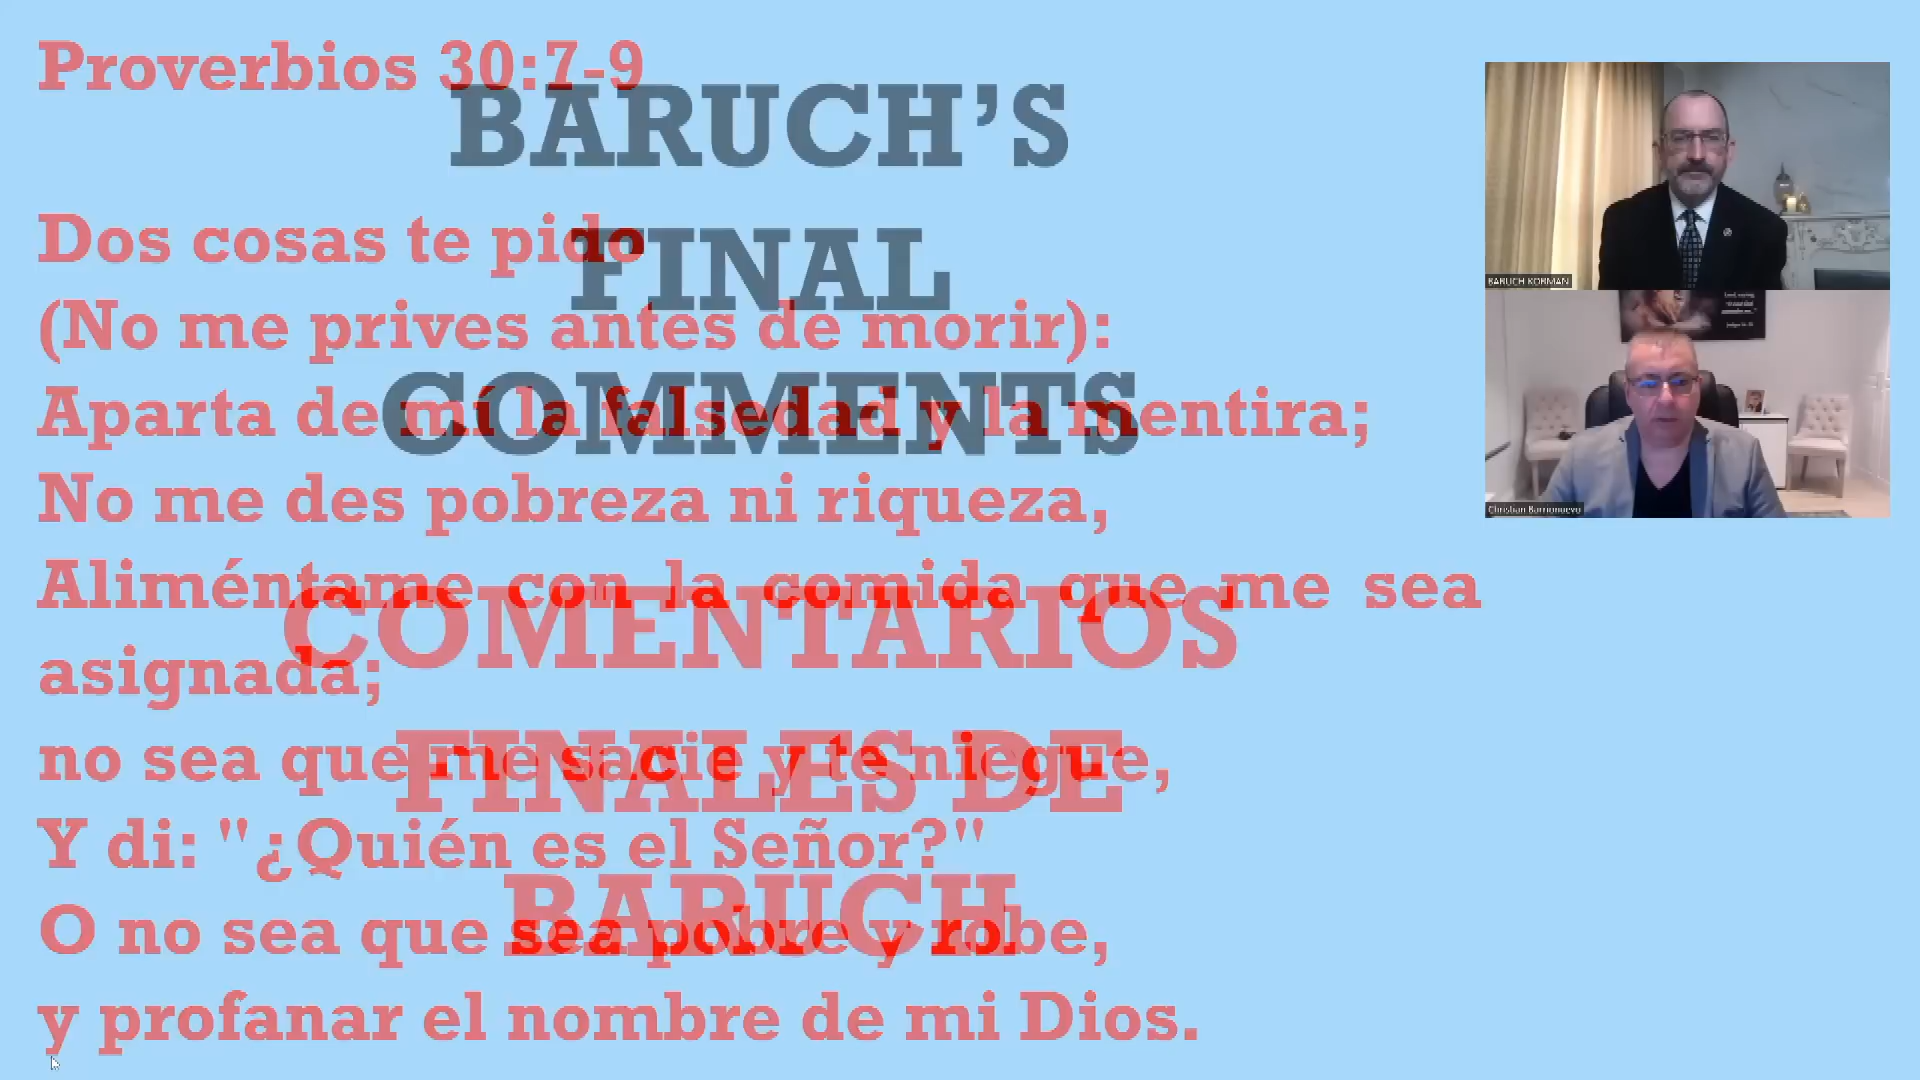 Proverbios 30:7-9
Dos cosas te pido
(No me prives antes de morir):
Aparta de mí la falsedad y la mentira;
No me des pobreza ni riqueza,
Aliméntame con la comida que me sea
asignada;
no sea que me sacie y te niegue,
Y di: "¿Quién es el Señor?"
O no sea que sea pobre y robe,
y profanar el nombre de mi Dios.
BARUCH’S
FINAL
COMMENTS
COMENTARIOS
FINALES DE
BARUCH
BARUCH KORMAN
Christian Barrionuevo